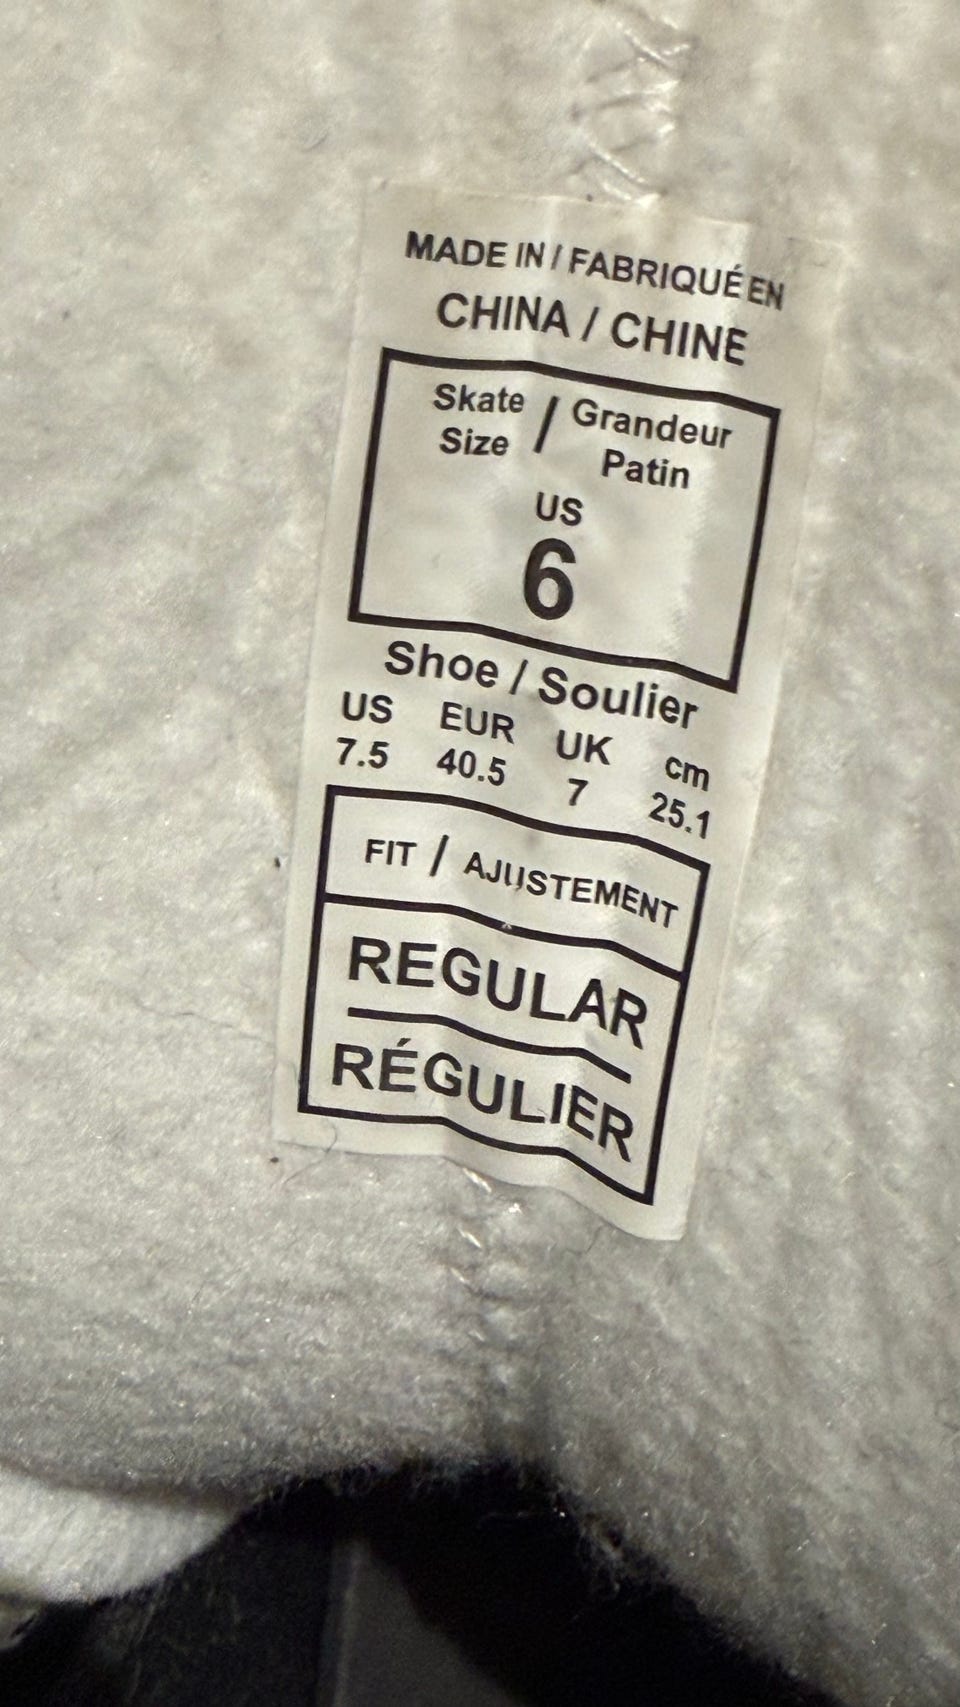 MADE IN / FABRIQUÉ EN
CHINA / CHINE
Skate Size / Grandeur Patin
US
6
Shoe / Soulier
US EUR UK cm
7.5 40.5 7 25.1
FIT / AJUSTEMENT
REGULAR
RÉGULIER